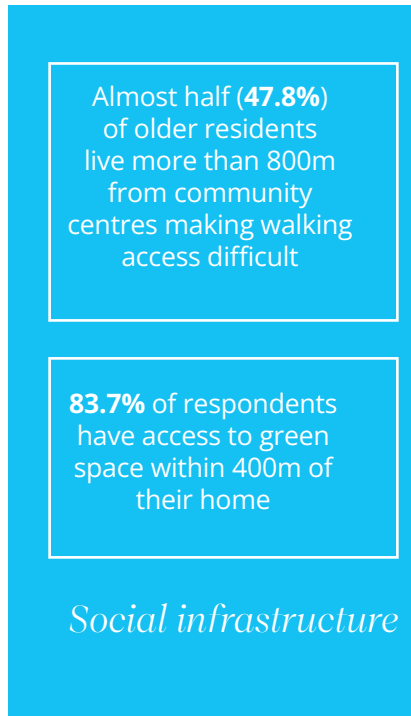 Almost half (47.8%)
of older residents
live more than 800m
from community
centres making walking
access difficult
83.7% of respondents
have access to green
space within 400m of
their home
Social infrastructure